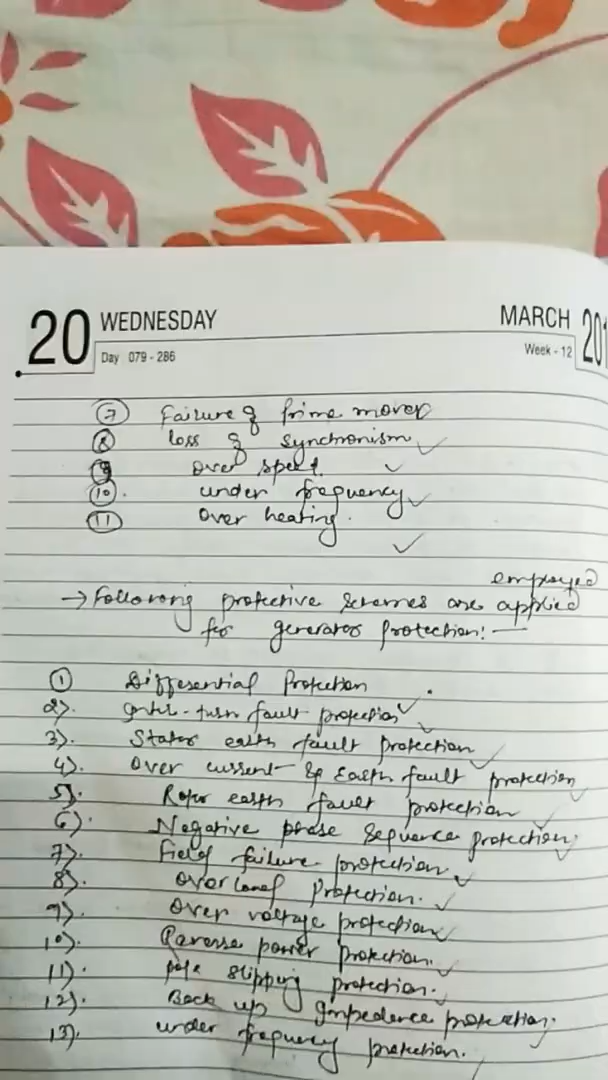 20 WEDNESDAY MARCH 201
Day 079 - 286 Week - 12
7 Failure of prime mover
8 loss of synchronism
9 over speed
10. under frequency
11 over heating.
employed
→ Following protective schemes are applied
for generator protection:—
1 Differential Protection.
2). Inter-turn fault protection
3). Stator earth fault protection
4). Over current & Earth fault protection
5). Rotor earth fault protection
6). Negative phase sequence protection;
7). Field failure protection
8). Overload protection.
9). Over voltage protection
10). Reverse power protection.
11). pole slipping protection.
12). Back up Impedence protection.
13). under frequency protection.